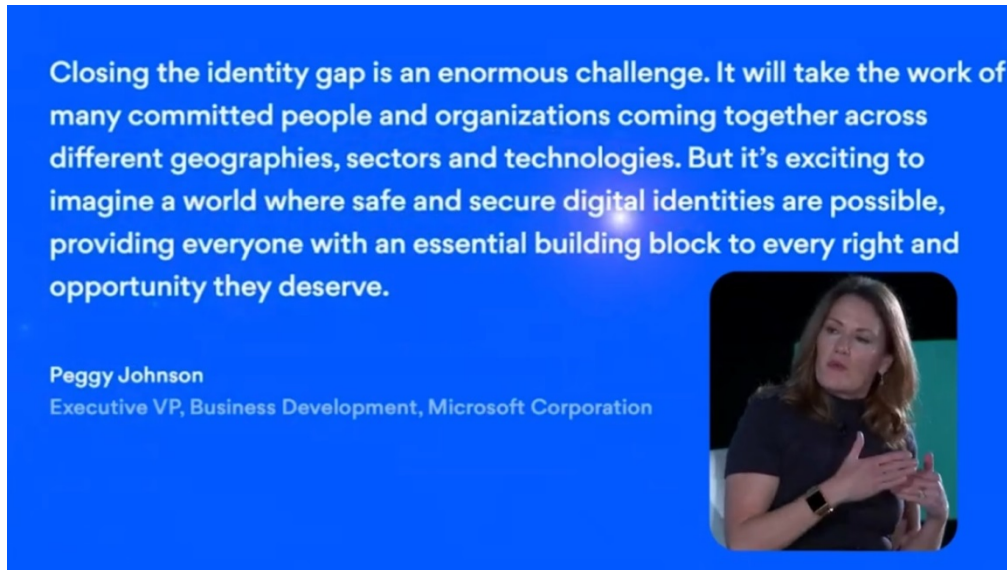 Closing the identity gap is an enormous challenge. It will take the work of
many committed people and organizations coming together across
different geographies, sectors and technologies. But it's exciting to
imagine a world where safe and secure digital identities are possible,
providing everyone with an essential building block to every right and
opportunity they deserve.
Peggy Johnson
Executive VP, Business Development, Microsoft Corporation